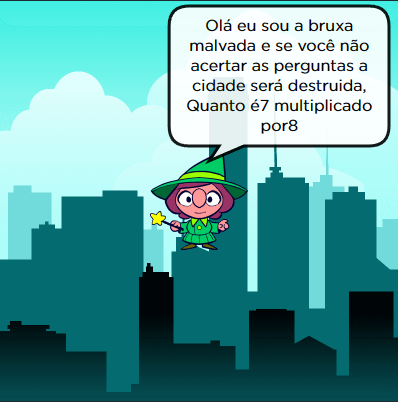 Olá eu sou a bruxa
malvada e se você não
acertar as perguntas a
cidade será destruida,
Quanto é7 multiplicado
por8